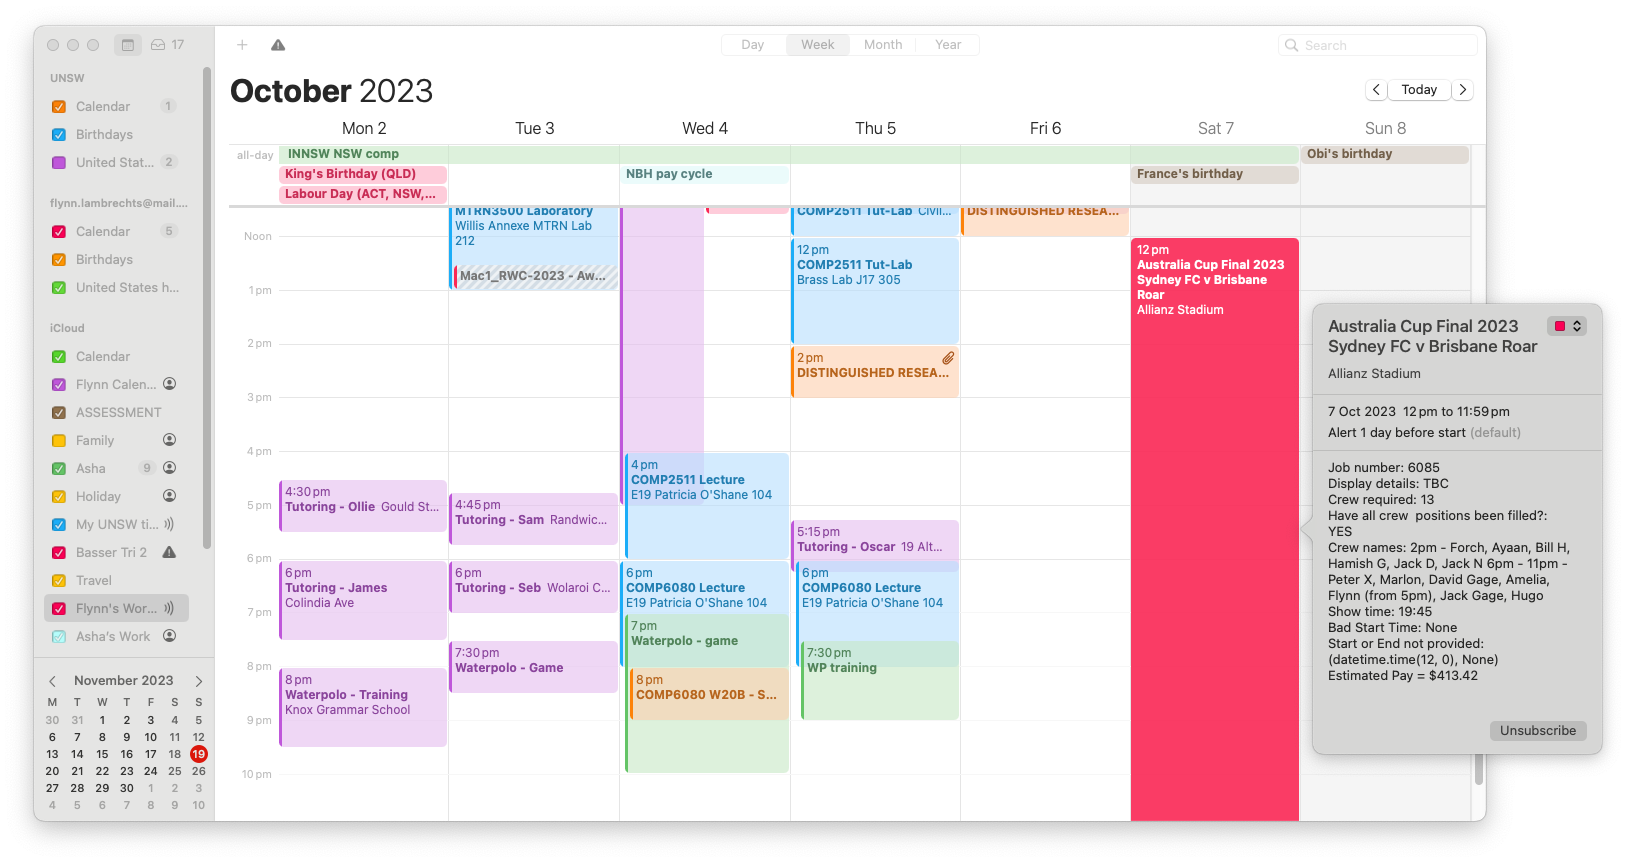 17
UNSW
Calendar 1
Birthdays
United Stat... 2
flynn.lambrechts@mail....
Calendar 5
Birthdays
United States h...
iCloud
Calendar
Flynn Calen...
ASSESSMENT
Family
Asha 9
Holiday
My UNSW ti...
Basser Tri 2
Travel
Flynn's Wor...
Asha's Work
November 2023
M T W T F S S
30 31 1 2 3 4 5
6 7 8 9 10 11 12
13 14 15 16 17 18 19
20 21 22 23 24 25 26
27 28 29 30 1 2 3
4 5 6 7 8 9 10
Day Week Month Year
Search
October 2023
Today
Mon 2 Tue 3 Wed 4 Thu 5 Fri 6 Sat 7 Sun 8
all-day
INNSW NSW comp
Obi's birthday
King's Birthday (QLD)
NBH pay cycle
France's birthday
Labour Day (ACT, NSW,...
Noon
1 pm
2 pm
3 pm
4 pm
5 pm
6 pm
7 pm
8 pm
9 pm
10 pm
4:30 pm
Tutoring - Ollie Gould St...
6 pm
Tutoring - James
Colindia Ave
8 pm
Waterpolo - Training
Knox Grammar School
MTRN3500 Laboratory
Willis Annexe MTRN Lab
212
Mac1_RWC-2023 - Aw...
4:45 pm
Tutoring - Sam Randwic...
6 pm
Tutoring - Seb Wolaroi C...
7:30 pm
Waterpolo - Game
4 pm
COMP2511 Lecture
E19 Patricia O'Shane 104
6 pm
COMP6080 Lecture
E19 Patricia O'Shane 104
7 pm
Waterpolo - game
8 pm
COMP6080 W20B - S...
COMP2511 Tut-Lab Civil...
12 pm
COMP2511 Tut-Lab
Brass Lab J17 305
2 pm
DISTINGUISHED RESEA...
5:15 pm
Tutoring - Oscar 19 Alt...
6 pm
COMP6080 Lecture
E19 Patricia O'Shane 104
7:30 pm
WP training
DISTINGUISHED RESEA...
12 pm
Australia Cup Final 2023
Sydney FC v Brisbane
Roar
Allianz Stadium
Australia Cup Final 2023
Sydney FC v Brisbane Roar
Allianz Stadium
7 Oct 2023 12 pm to 11:59 pm
Alert 1 day before start (default)
Job number: 6085
Display details: TBC
Crew required: 13
Have all crew positions been filled?:
YES
Crew names: 2pm - Forch, Ayaan, Bill H,
Hamish G, Jack D, Jack N 6pm - 11pm -
Peter X, Marlon, David Gage, Amelia,
Flynn (from 5pm), Jack Gage, Hugo
Show time: 19:45
Bad Start Time: None
Start or End not provided:
(datetime.time(12, 0), None)
Estimated Pay = $413.42
Unsubscribe